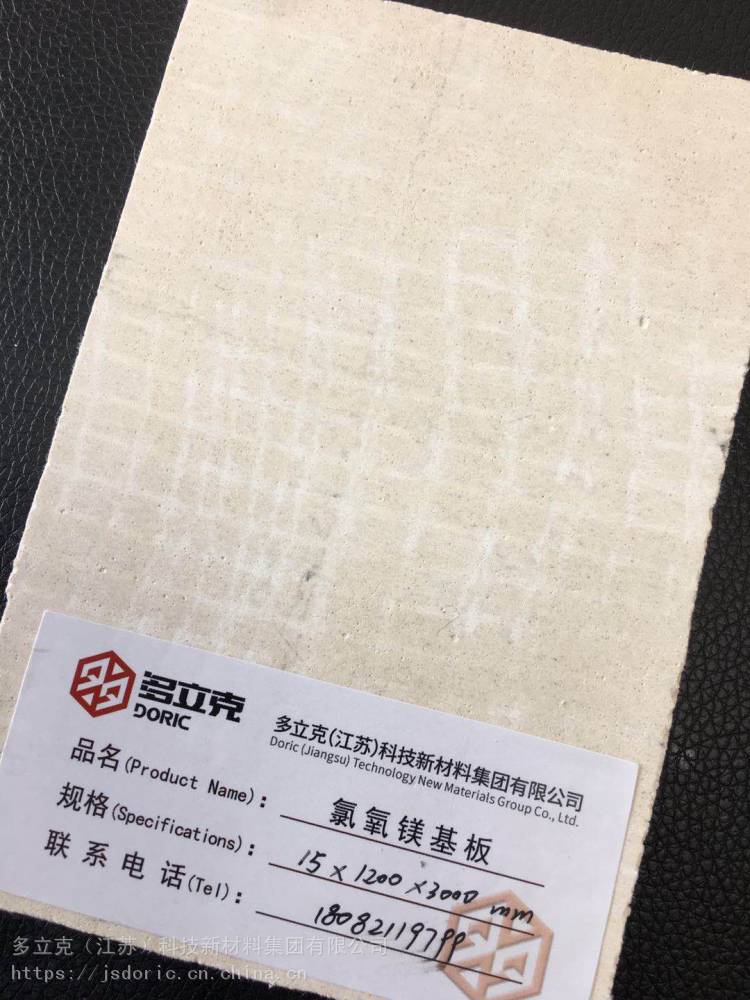 多立克
DORIC
多立克(江苏)科技新材料集团有限公司
Doric (Jiangsu) Technology New Materials Group Co., Ltd.
品名(Product Name): 氯氧镁基板
规格(Specifications): 15×1200×3000 mm
联系电话(Tel): 18082119799
多立克（江苏）科技新材料集团有限公司
https://jsdoric.cn.china.cn